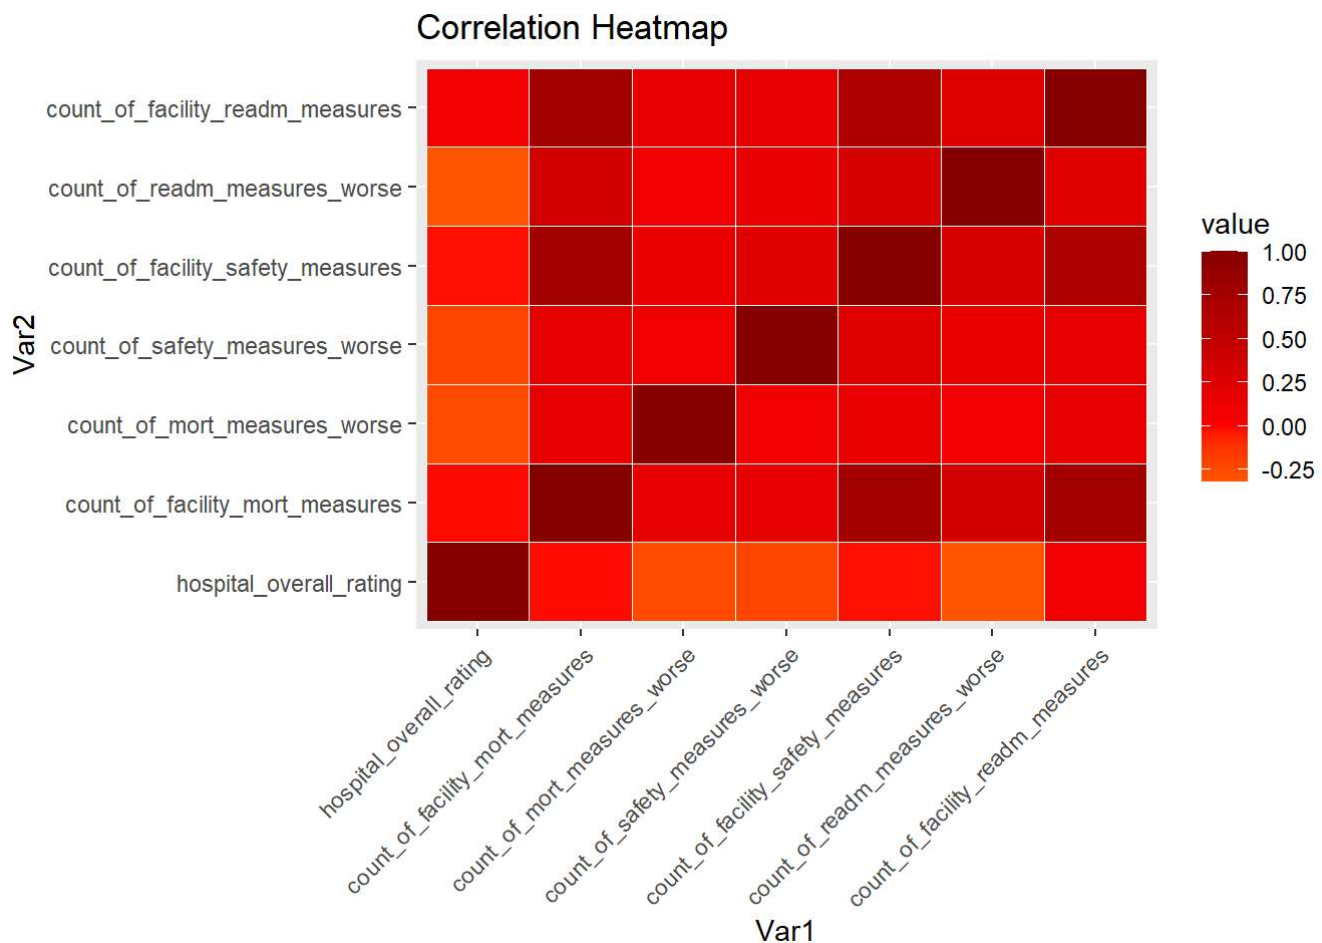 Correlation Heatmap
Var2
count_of_facility_readm_measures
count_of_readm_measures_worse
count_of_facility_safety_measures
count_of_safety_measures_worse
count_of_mort_measures_worse
count_of_facility_mort_measures
hospital_overall_rating
hospital_overall_rating
count_of_facility_mort_measures
count_of_mort_measures_worse
count_of_safety_measures_worse
count_of_facility_safety_measures
count_of_readm_measures_worse
count_of_facility_readm_measures
Var1
value
1.00
0.75
0.50
0.25
0.00
-0.25